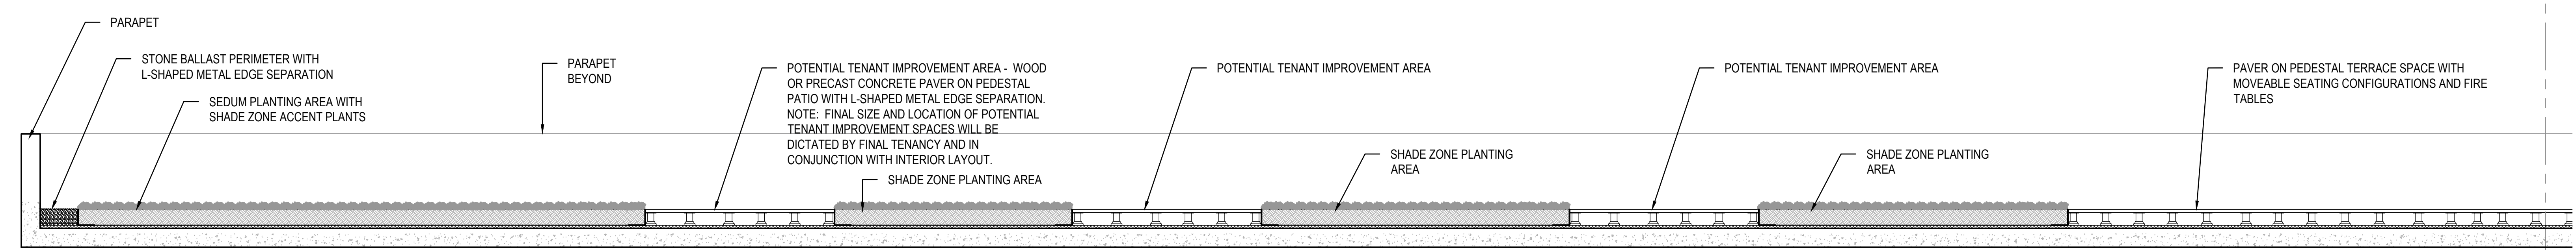 PARAPET
STONE BALLAST PERIMETER WITH
L-SHAPED METAL EDGE SEPARATION
SEDUM PLANTING AREA WITH
SHADE ZONE ACCENT PLANTS
PARAPET
BEYOND
POTENTIAL TENANT IMPROVEMENT AREA - WOOD
OR PRECAST CONCRETE PAVER ON PEDESTAL
PATIO WITH L-SHAPED METAL EDGE SEPARATION.
NOTE: FINAL SIZE AND LOCATION OF POTENTIAL
TENANT IMPROVEMENT SPACES WILL BE
DICTATED BY FINAL TENANCY AND IN
CONJUNCTION WITH INTERIOR LAYOUT.
SHADE ZONE PLANTING AREA
POTENTIAL TENANT IMPROVEMENT AREA
SHADE ZONE PLANTING
AREA
POTENTIAL TENANT IMPROVEMENT AREA
SHADE ZONE PLANTING
AREA
PAVER ON PEDESTAL TERRACE SPACE WITH
MOVEABLE SEATING CONFIGURATIONS AND FIRE
TABLES